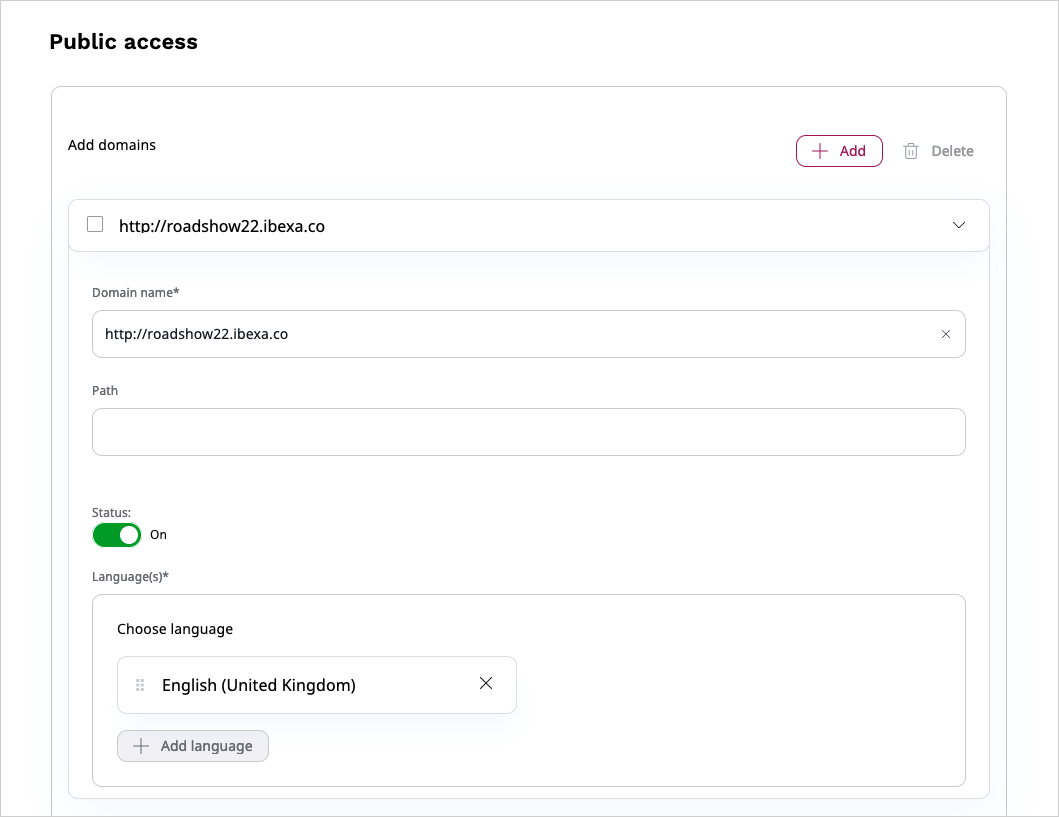 Public access
Add domains
Add
Delete
http://roadshow22.ibexa.co
Domain name*
http://roadshow22.ibexa.co
Path
Status:
On
Language(s)*
Choose language
English (United Kingdom)
Add language